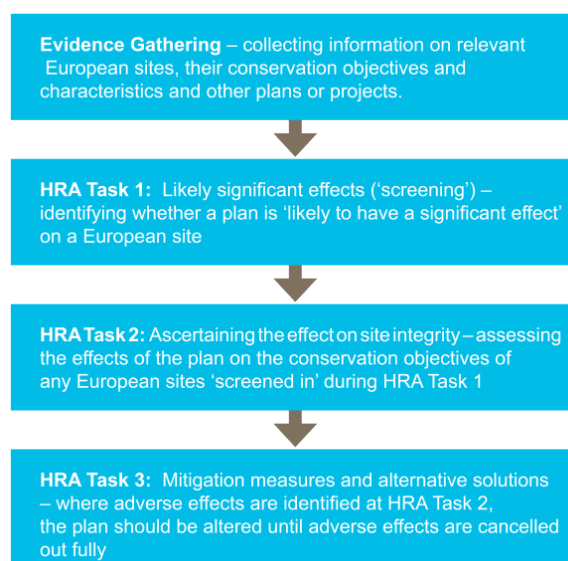 Evidence Gathering – collecting information on relevant
European sites, their conservation objectives and
characteristics and other plans or projects.
HRA Task 1: Likely significant effects (‘screening’) –
identifying whether a plan is ‘likely to have a significant effect’
on a European site
HRA Task 2: Ascertaining the effect on site integrity – assessing
the effects of the plan on the conservation objectives of
any European sites ‘screened in’ during HRA Task 1
HRA Task 3: Mitigation measures and alternative solutions
– where adverse effects are identified at HRA Task 2,
the plan should be altered until adverse effects are cancelled
out fully